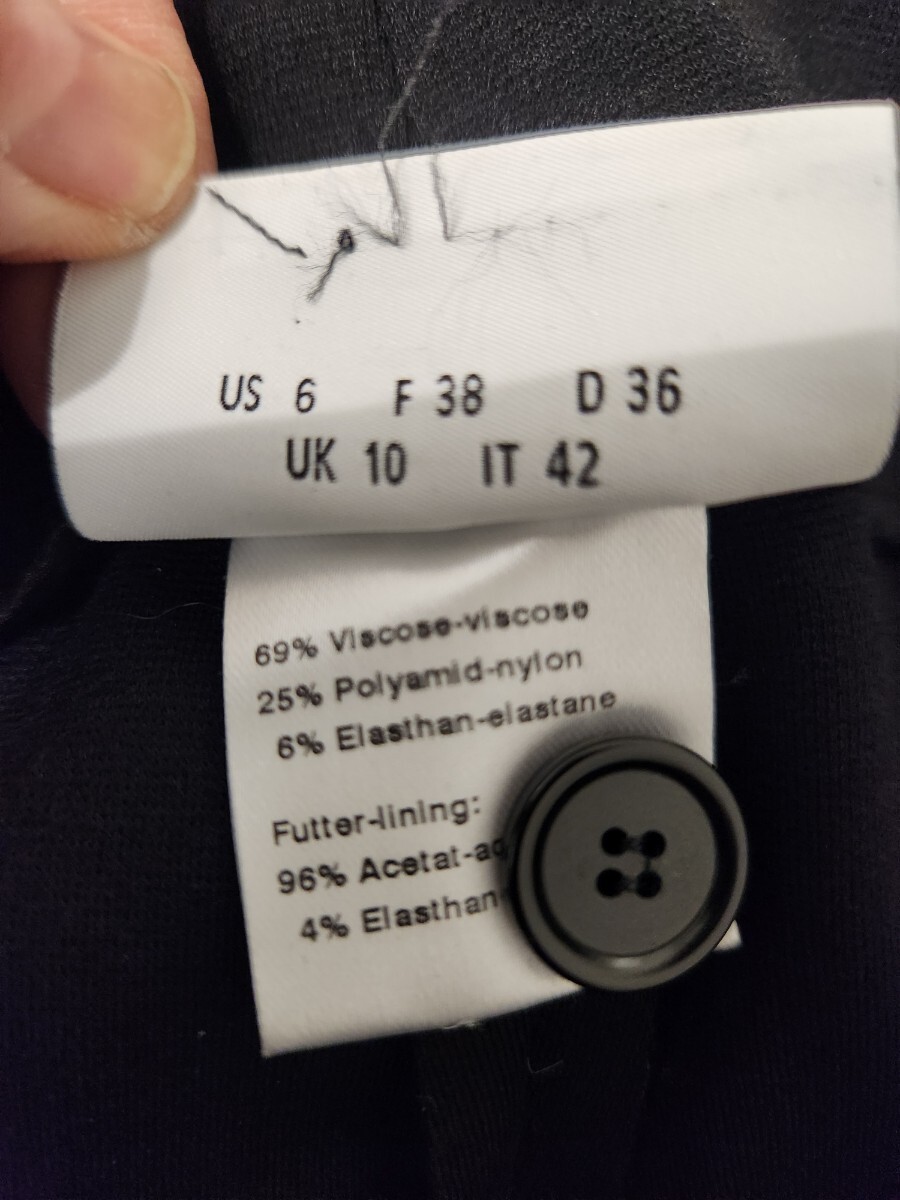 US 6 F 38 D 36
UK 10 IT 42
69% Viscose-viscose
25% Polyamid-nylon
6% Elasthan-elastane
Futter-lining:
96% Acetat-
4% Elasthan